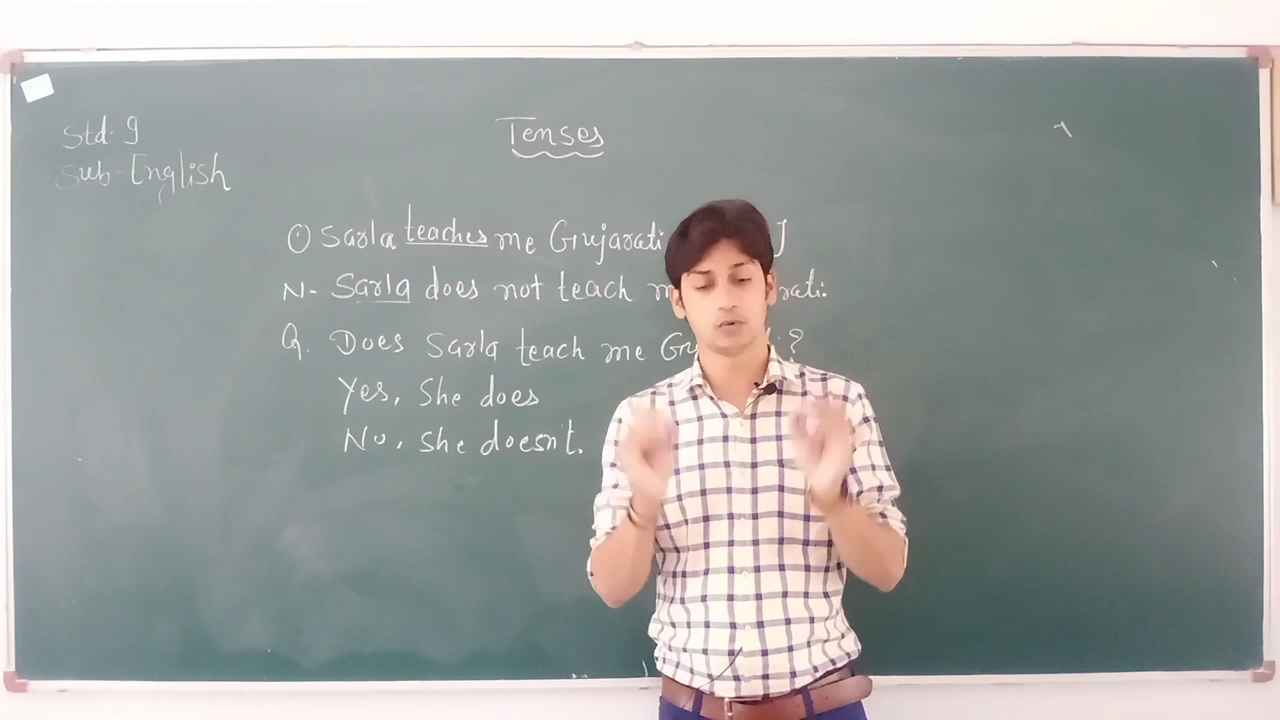 Std. 9
Sub-English
Tenses
① Sarla teaches me Gujarati
N- Sarla does not teach
Q. Does Sarla teach me ?
Yes, She does
No, She doesn't.